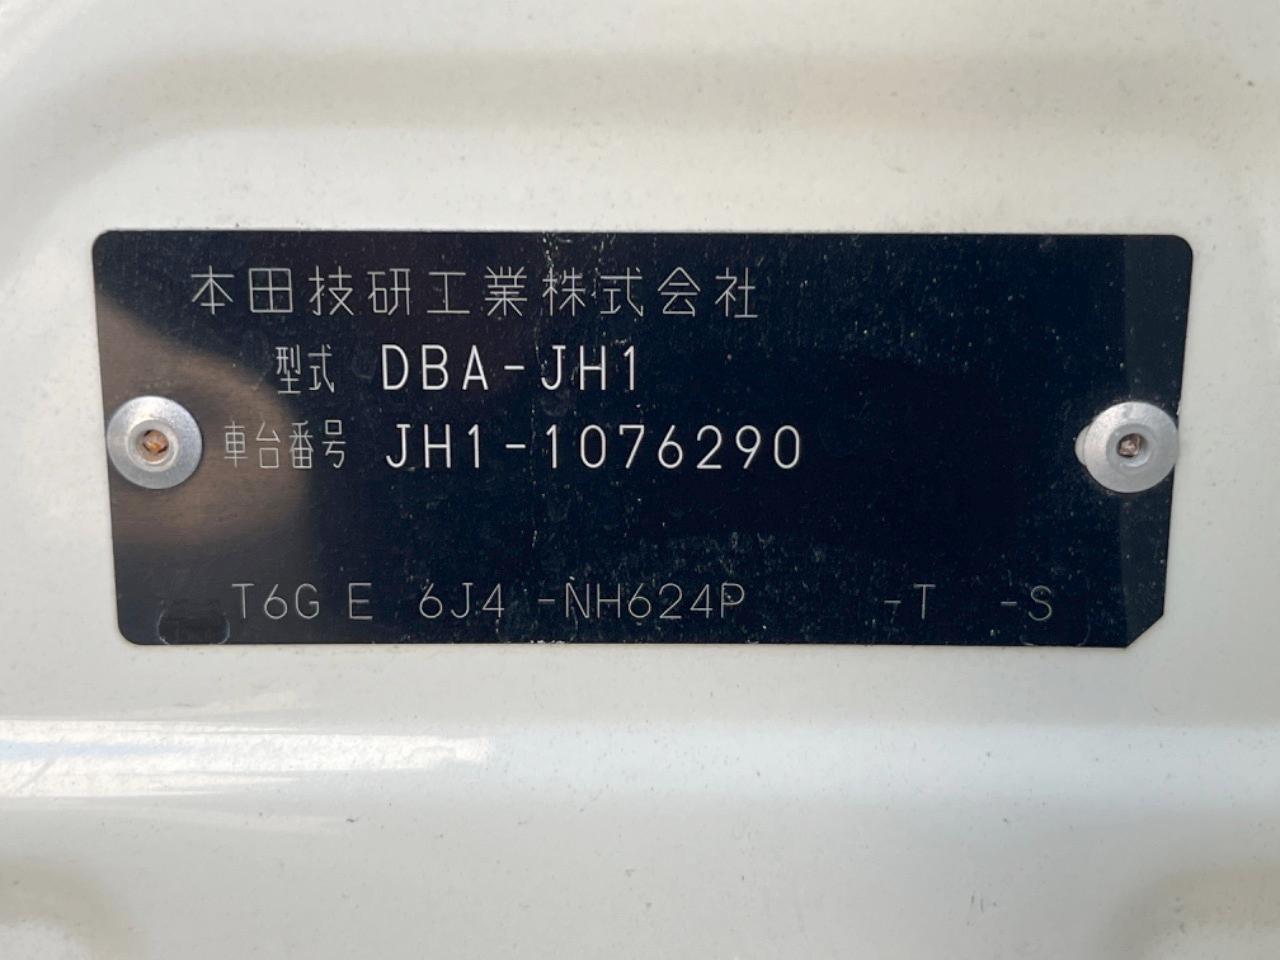 本田技研工業株式会社
型式 DBA-JH1
車台番号 JH1-1076290
T6G E 6J4 -NH624P -T -S